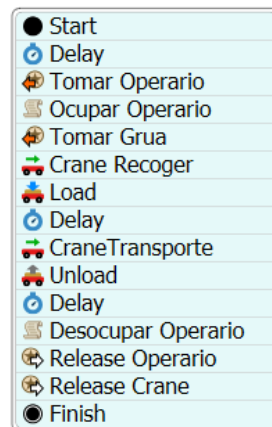 Start
Delay
Tomar Operario
Ocupar Operario
Tomar Grua
Crane Recoger
Load
Delay
CraneTransporte
Unload
Delay
Desocupar Operario
Release Operario
Release Crane
Finish